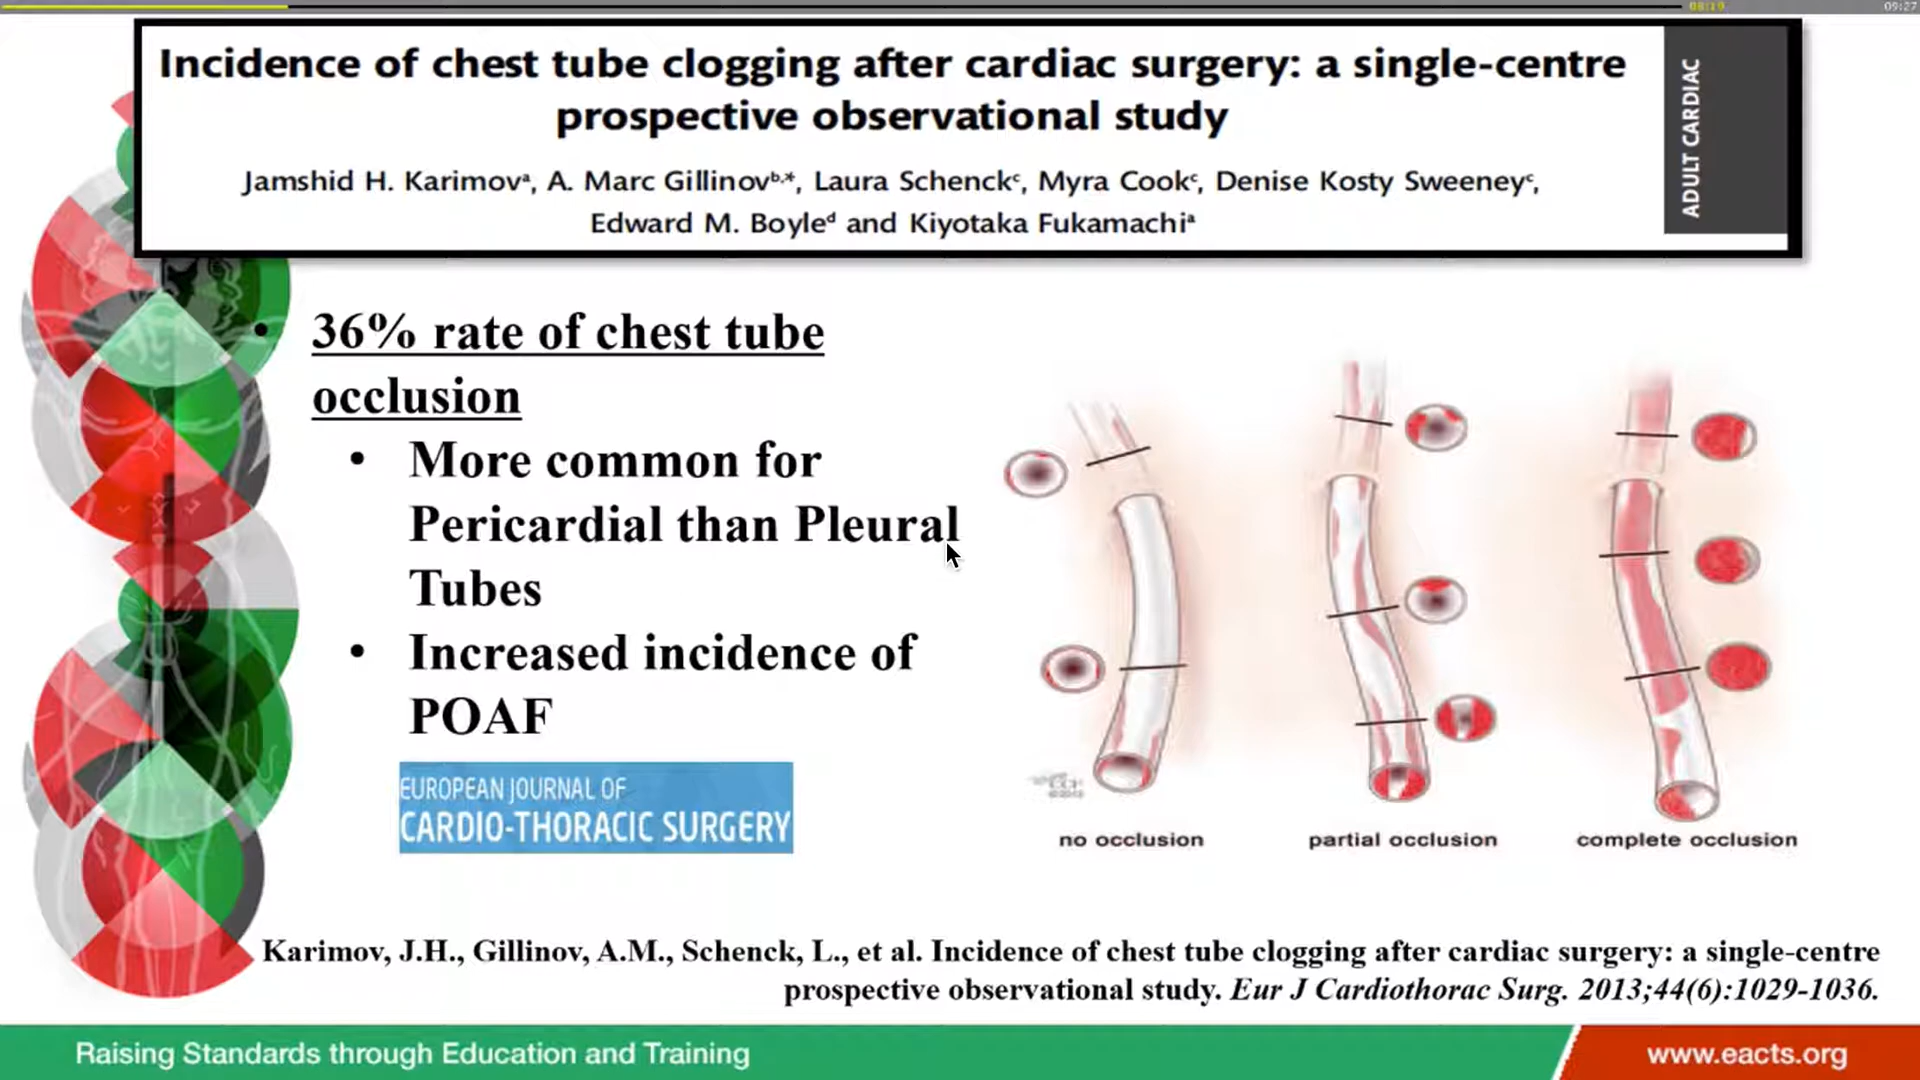 08:19 09:27
Incidence of chest tube clogging after cardiac surgery: a single-centre
prospective observational study
Jamshid H. Karimovᵃ, A. Marc Gillinovᵇ,*, Laura Schenckᶜ, Myra Cookᶜ, Denise Kosty Sweeneyᶜ,
Edward M. Boyleᵈ and Kiyotaka Fukamachiᵃ
ADULT CARDIAC
• 36% rate of chest tube
occlusion
• More common for
Pericardial than Pleural
Tubes
• Increased incidence of
POAF
EUROPEAN JOURNAL OF
CARDIO-THORACIC SURGERY
no occlusion
partial occlusion
complete occlusion
Karimov, J.H., Gillinov, A.M., Schenck, L., et al. Incidence of chest tube clogging after cardiac surgery: a single-centre
prospective observational study. Eur J Cardiothorac Surg. 2013;44(6):1029-1036.
Raising Standards through Education and Training
www.eacts.org